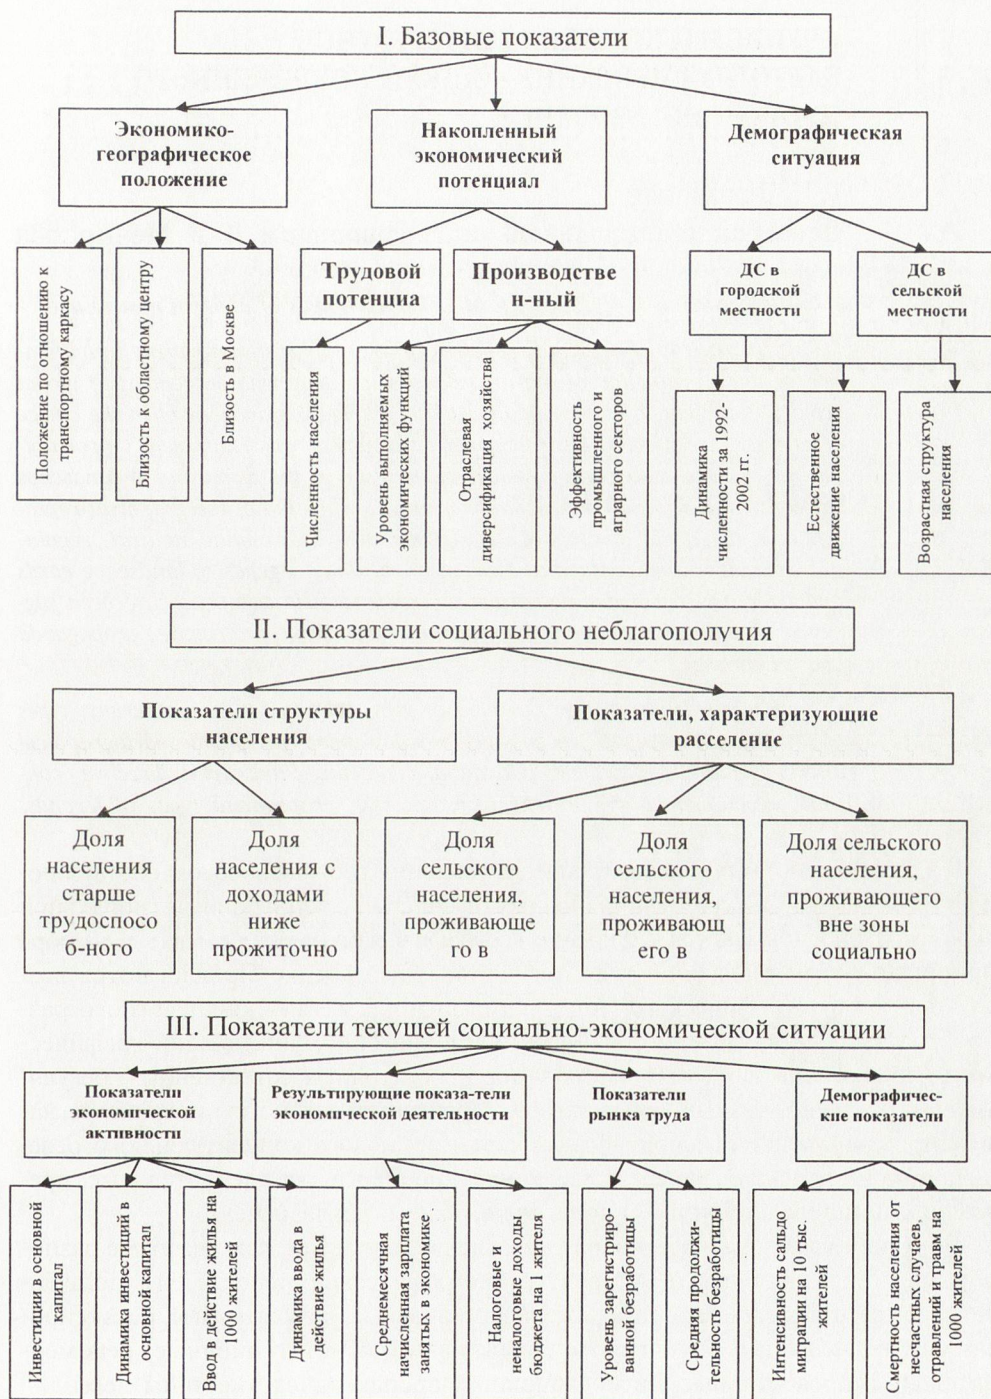 I. Базовые показатели
Экономико-
географическое
положение
Накопленный
экономический
потенциал
Демографическая
ситуация
Трудовой
потенциа
Производстве
н-ный
ДС в
городской
местности
ДС в
сельской
местности
Положение по отношению к
транспортному каркасу
Близость к областному центру
Близость в Москве
Численность населения
Уровень выполняемых
экономических функций
Отраслевая
диверсификация хозяйства
Эффективность
промышленного и
аграрного секторов
Динамика
численности за 1992-
2002 гг.
Естественное
движение населения
Возрастная структура
населения
II. Показатели социального неблагополучия
Показатели структуры
населения
Показатели, характеризующие
расселение
Доля
населения
старше
трудоспосо
б-ного
Доля
населения с
доходами
ниже
прожиточно
Доля
сельского
населения,
проживающе
го в
Доля
сельского
населения,
проживающ
его в
Доля сельского
населения,
проживающего
вне зоны
социально
III. Показатели текущей социально-экономической ситуации
Показатели
экономической
активности
Результирующие показа-тели
экономической деятельности
Показатели
рынка труда
Демографичес-
кие показатели
Инвестиции в основной
капитал
Динамика инвестиций в
основной капитал
Ввод в действие жилья на
1000 жителей
Динамика ввода в
действие жилья
Среднемесячная
начисленная зарплата
занятых в экономике
Налоговые и
неналоговые доходы
бюджета на 1 жителя
Уровень зарегистриро-
ванной безработицы
Средняя продолжи-
тельность безработицы
Интенсивность сальдо
миграции на 10 тыс.
жителей
Смертность населения от
несчастных случаев,
отравлений и травм на
1000 жителей